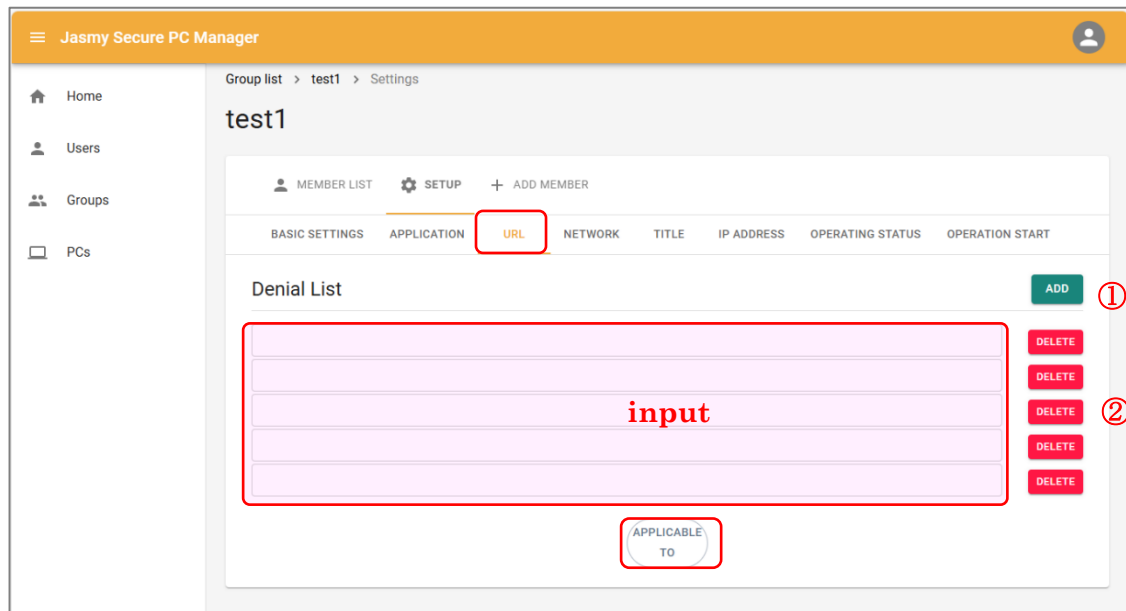 Jasmy Secure PC Manager
Group list > test1 > Settings
Home
test1
Users
MEMBER LIST SETUP + ADD MEMBER
Groups
BASIC SETTINGS APPLICATION URL NETWORK TITLE IP ADDRESS OPERATING STATUS OPERATION START
PCs
Denial List ADD ①
DELETE
DELETE
input DELETE ②
DELETE
DELETE
APPLICABLE
TO